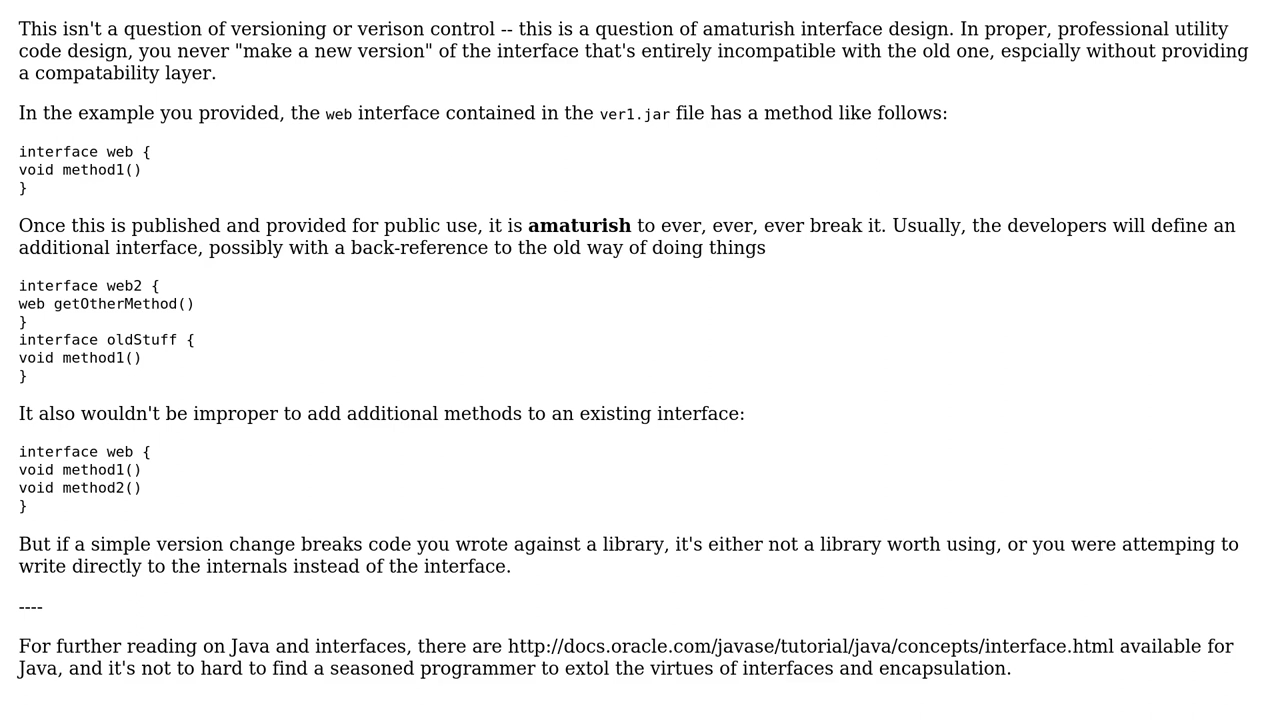 This isn't a question of versioning or verison control -- this is a question of amaturish interface design. In proper, professional utility
code design, you never "make a new version" of the interface that's entirely incompatible with the old one, espcially without providing
a compatability layer.
In the example you provided, the web interface contained in the ver1.jar file has a method like follows:
interface web {
void method1()
}
Once this is published and provided for public use, it is amaturish to ever, ever, ever break it. Usually, the developers will define an
additional interface, possibly with a back-reference to the old way of doing things
interface web2 {
web getOtherMethod()
}
interface oldStuff {
void method1()
}
It also wouldn't be improper to add additional methods to an existing interface:
interface web {
void method1()
void method2()
}
But if a simple version change breaks code you wrote against a library, it's either not a library worth using, or you were attemping to
write directly to the internals instead of the interface.
----
For further reading on Java and interfaces, there are http://docs.oracle.com/javase/tutorial/java/concepts/interface.html available for
Java, and it's not to hard to find a seasoned programmer to extol the virtues of interfaces and encapsulation.